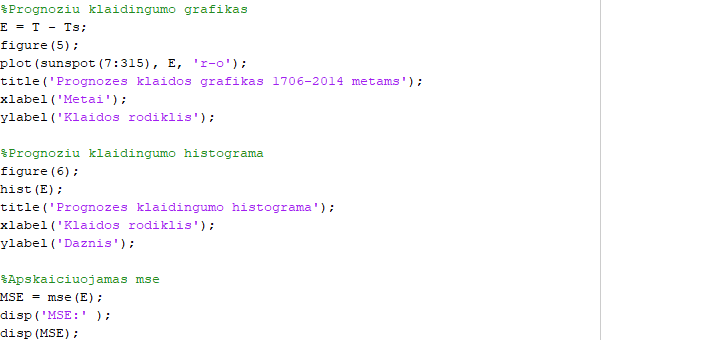 %Prognoziu klaidingumo grafikas
E = T - Ts;
figure(5);
plot(sunspot(7:315), E, 'r-o');
title('Prognozes klaidos grafikas 1706-2014 metams');
xlabel('Metai');
ylabel('Klaidos rodiklis');
%Prognoziu klaidingumo histograma
figure(6);
hist(E);
title('Prognozes klaidingumo histograma');
xlabel('Klaidos rodiklis');
ylabel('Daznis');
%Apskaiciuojamas mse
MSE = mse(E);
disp('MSE:' );
disp(MSE);